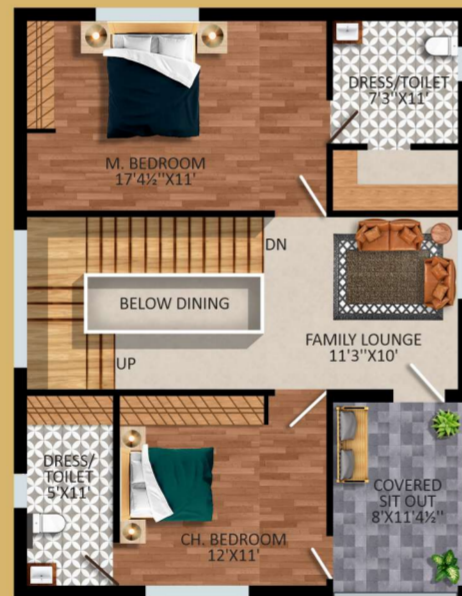 DRESS/TOILET
7'3"X11'
M. BEDROOM
17'4½"X11'
DN
BELOW DINING
FAMILY LOUNGE
11'3"X10'
UP
DRESS/
TOILET
5'X11'
COVERED
SIT OUT
8'X11'4½"
CH. BEDROOM
12'X11'